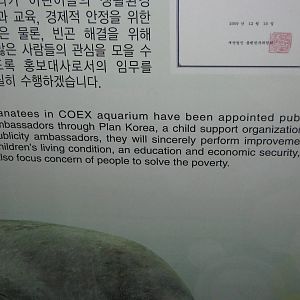 과 교육, 경제적 안정을 위한
은 물론, 빈곤 해결을 위해
많은 사람들의 관심을 모을 수
도록 홍보대사로서의 임무를
실히 수행하겠습니다.
anatees in COEX aquarium have been appointed pub
mbassadors through Plan Korea, a child support organization
ublicity ambassadors, they will sincerely perform improveme
hildren's living condition, an education and economic security,
lso focus concern of people to solve the poverty.